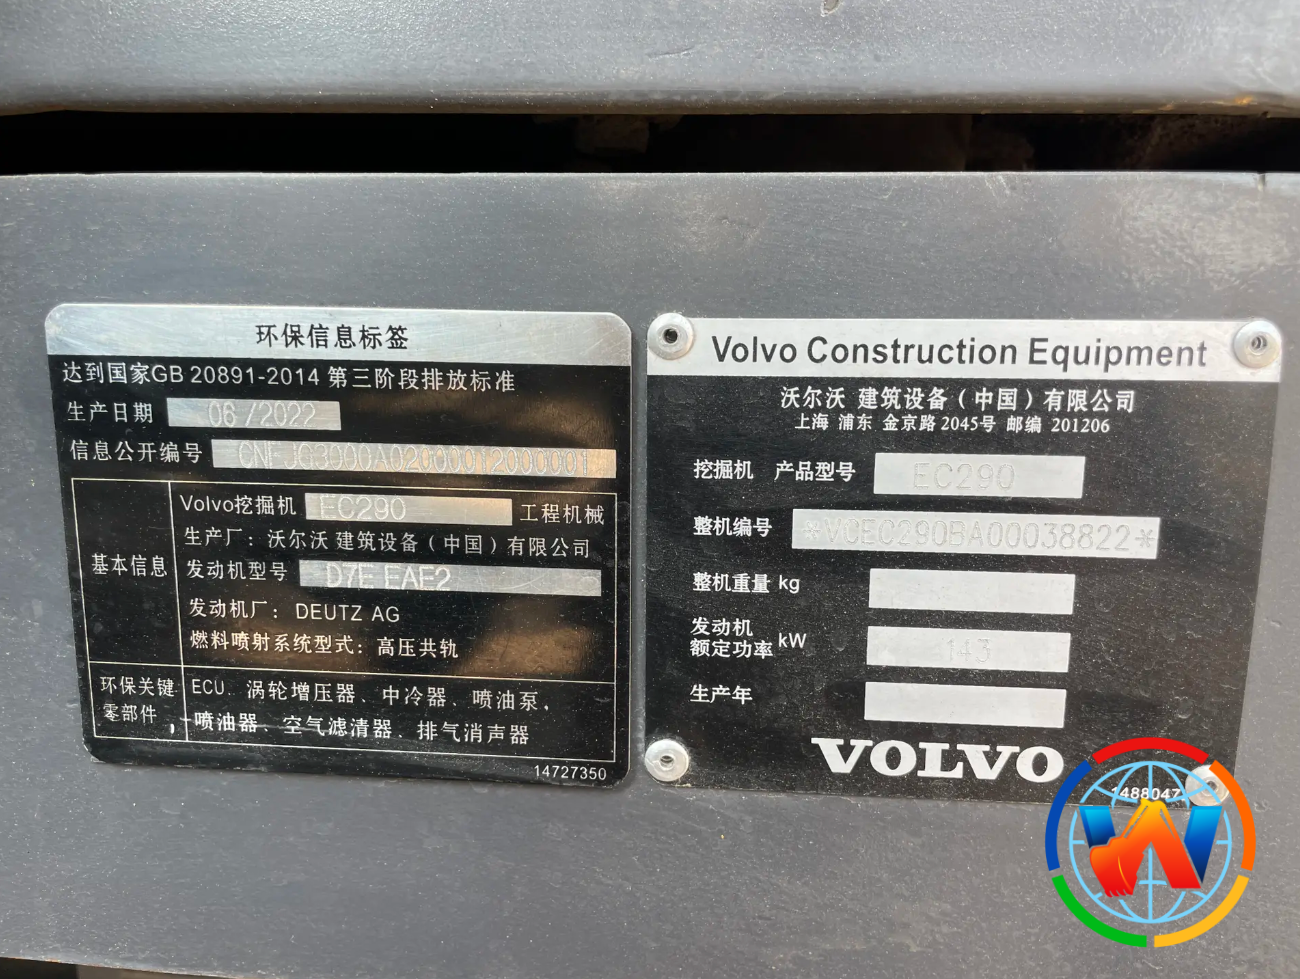 环保信息标签
达到国家GB 20891-2014 第三阶段排放标准
生产日期 06 /2022
信息公开编号 CNFJG3000A0200012000001
基本信息
Volvo挖掘机 EC290 工程机械
生产厂: 沃尔沃 建筑设备(中国)有限公司
发动机型号 D7E EAE2
发动机厂: DEUTZ AG
燃料喷射系统型式: 高压共轨
环保关键
零部件
ECU、涡轮增压器、中冷器、喷油泵,
喷油器、空气滤清器、排气消声器
14727350
Volvo Construction Equipment
沃尔沃 建筑设备(中国)有限公司
上海 浦东 金京路 2045号 邮编 201206
挖掘机 产品型号 EC290
整机编号 *VCEC290BA00038822*
整机重量 kg
发动机
额定功率 kW 143
生产年
VOLVO
1488047